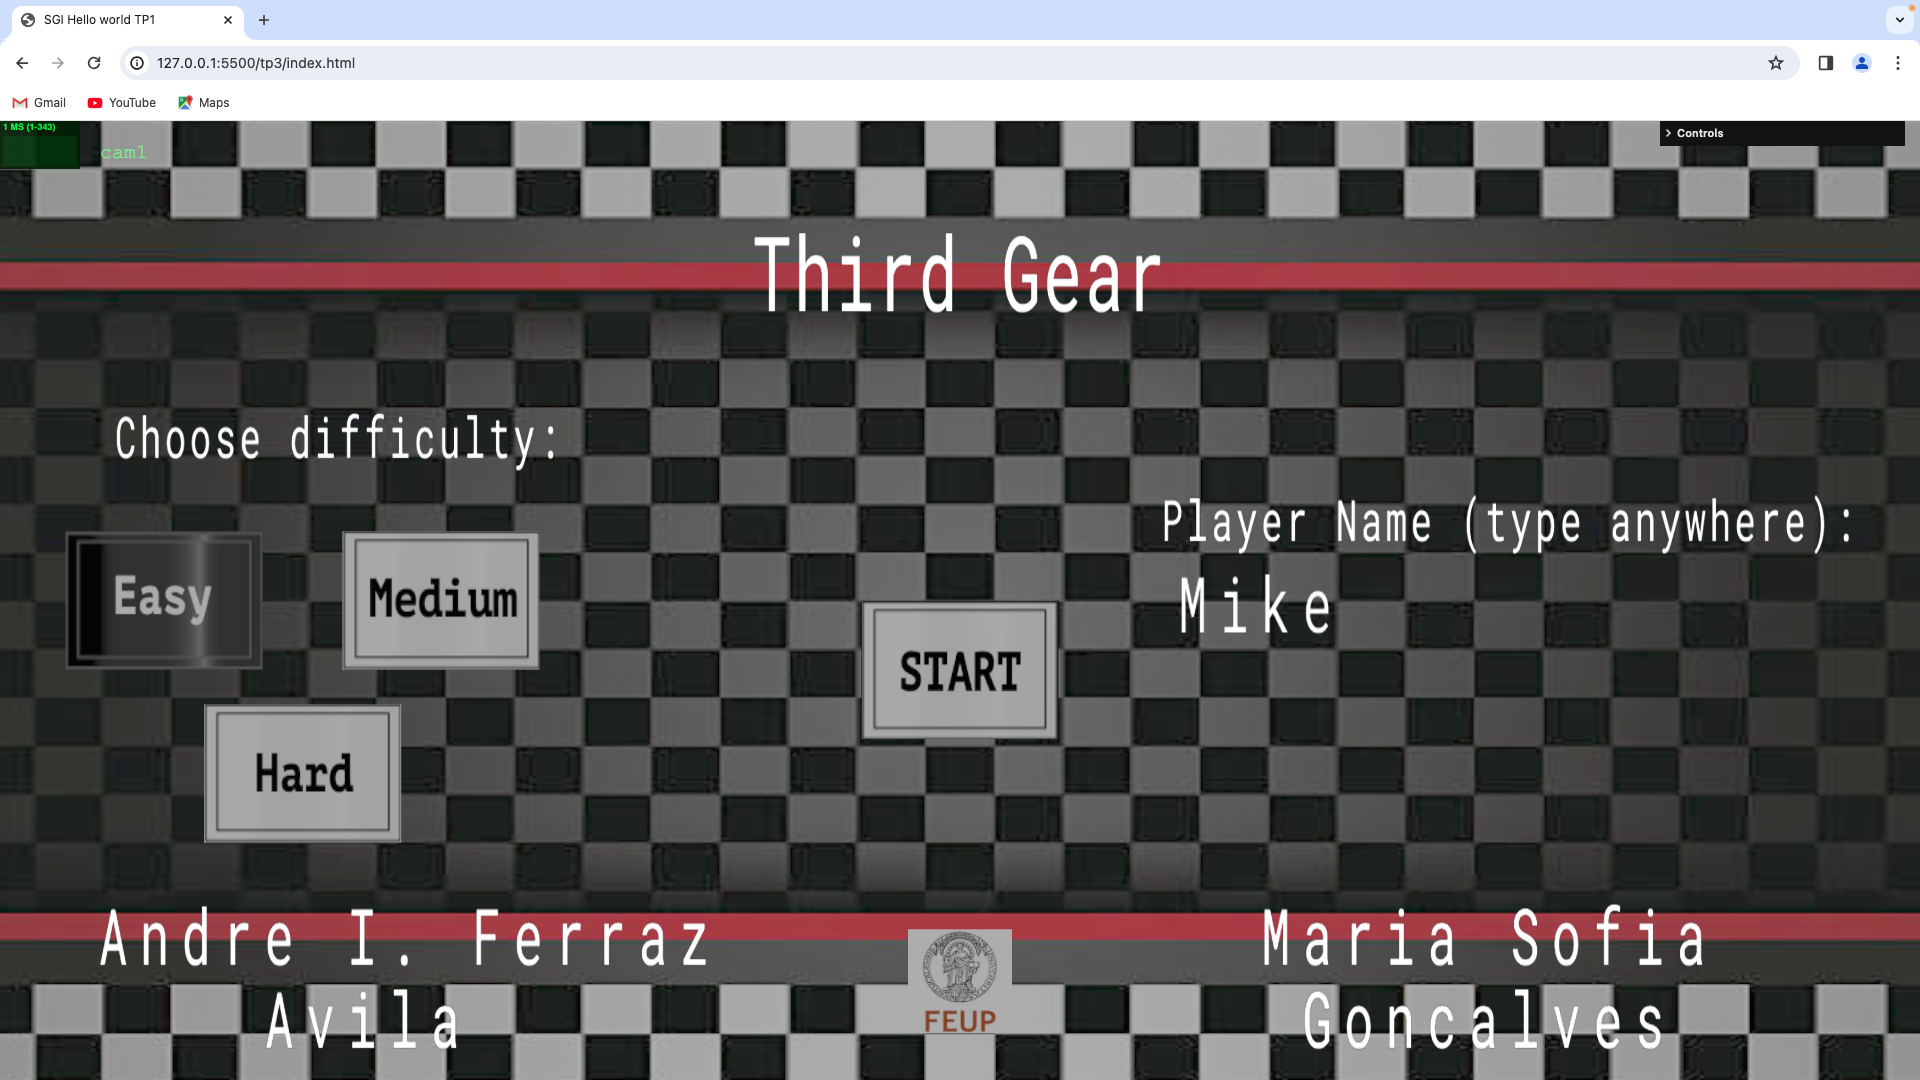 SGI Hello world TP1
127.0.0.1:5500/tp3/index.html
Gmail YouTube Maps
1 MS (1-343)
cam1
Controls
Third Gear
Choose difficulty:
Player Name (type anywhere):
Easy
Medium
Mike
START
Hard
Andre I. Ferraz
Avila
FEUP
Maria Sofia
Goncalves